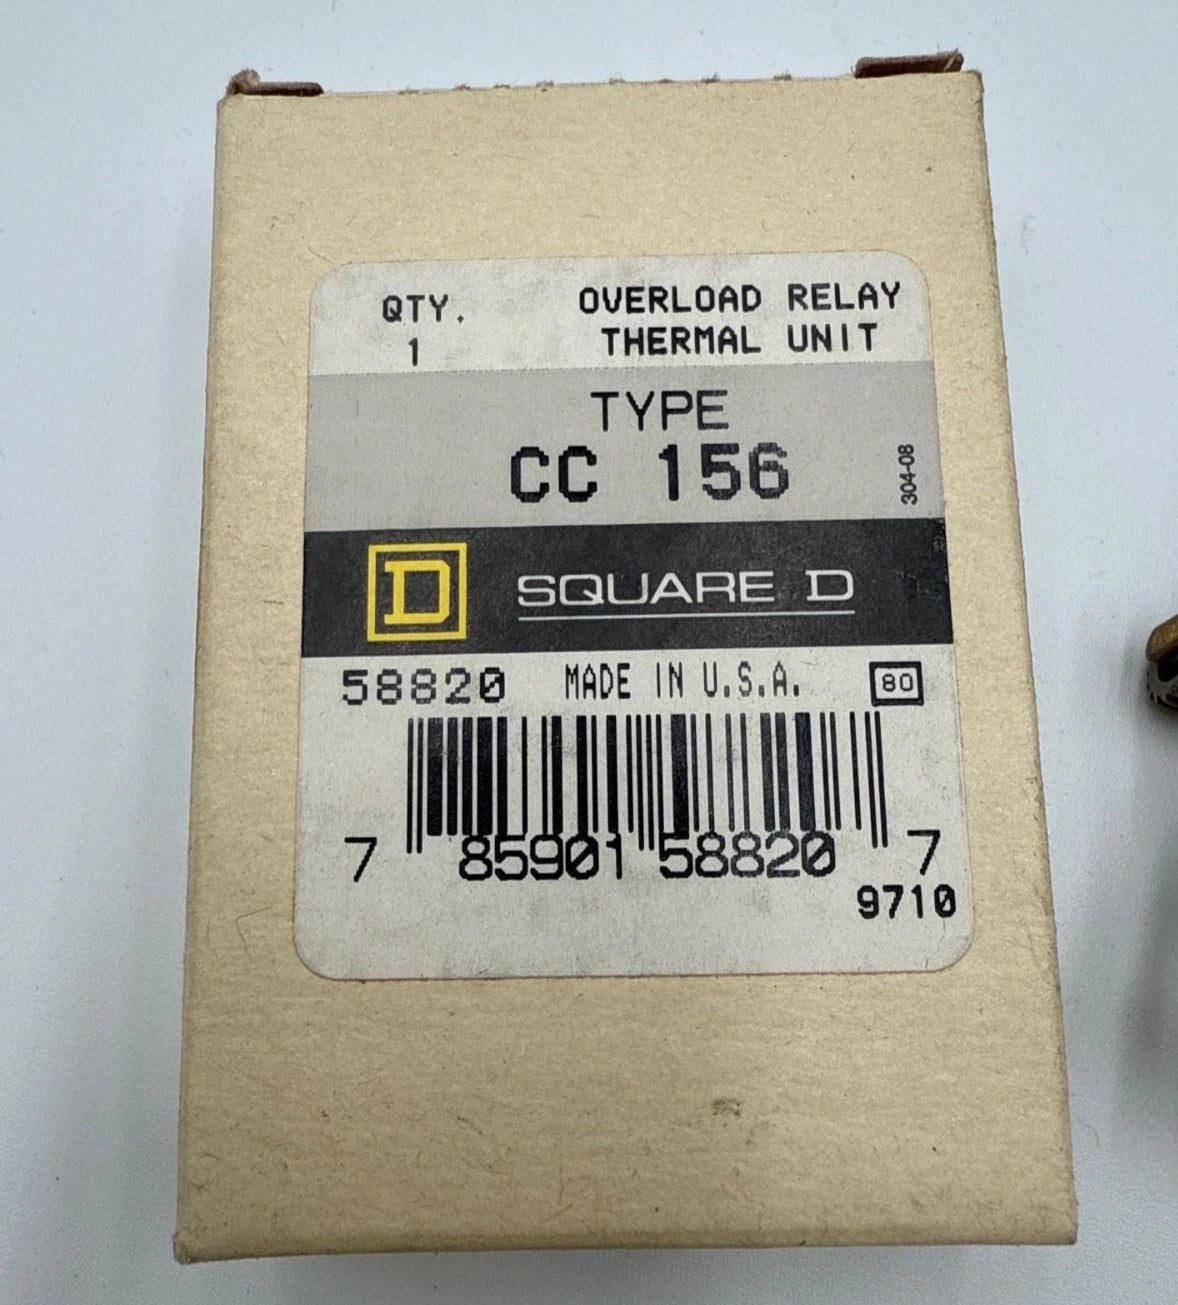 QTY. OVERLOAD RELAY
1 THERMAL UNIT
TYPE
CC 156
304-08
D SQUARE D
58820 MADE IN U.S.A. 80
7 85901 58820 7
9710